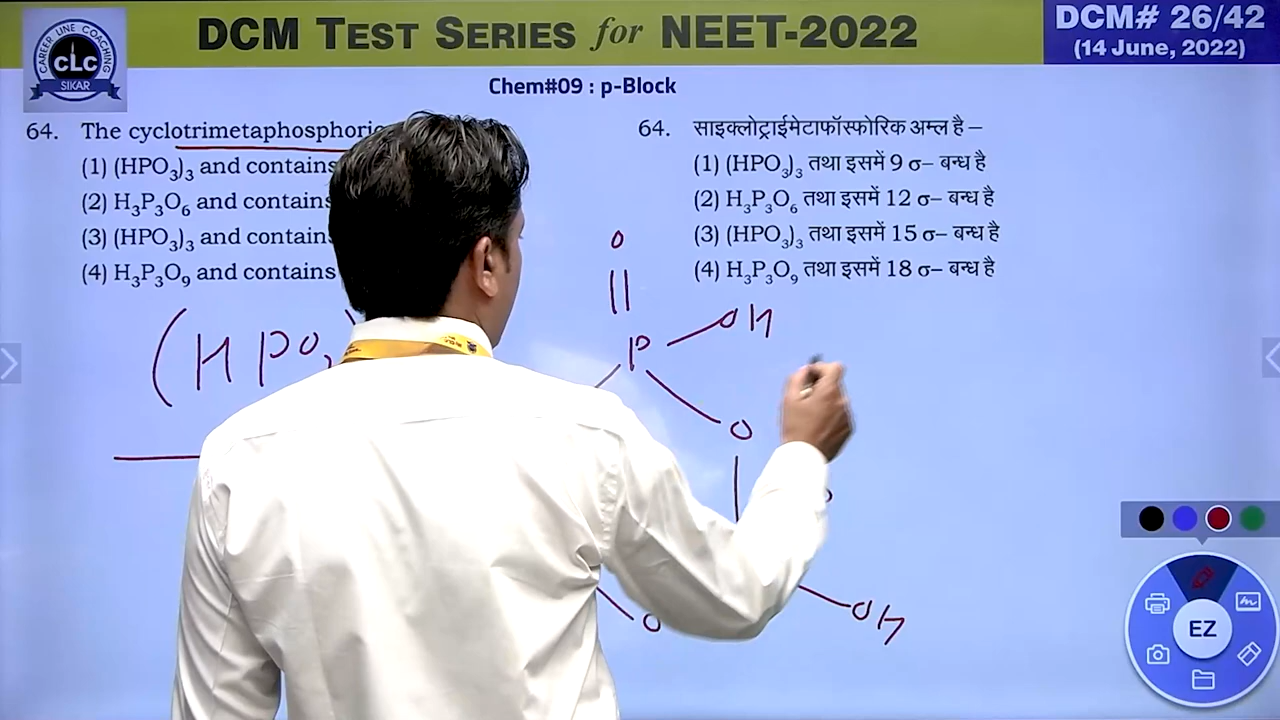 DCM TEST SERIES for NEET-2022
DCM# 26/42
(14 June, 2022)
CAREER LINE COACHING
CLC
SIKAR
Chem#09 : p-Block
64. The cyclotrimetaphosphoric
(1) (HPO₃)₃ and contains
(2) H₃P₃O₆ and contains
(3) (HPO₃)₃ and contains
(4) H₃P₃O₉ and contains
64. साइक्लोट्राईमेटाफॉस्फोरिक अम्ल है –
(1) (HPO₃)₃ तथा इसमें 9 σ– बन्ध है
(2) H₃P₃O₆ तथा इसमें 12 σ– बन्ध है
(3) (HPO₃)₃ तथा इसमें 15 σ– बन्ध है
(4) H₃P₃O₉ तथा इसमें 18 σ– बन्ध है
(HPO
O
P OH
O
O OH
EZ